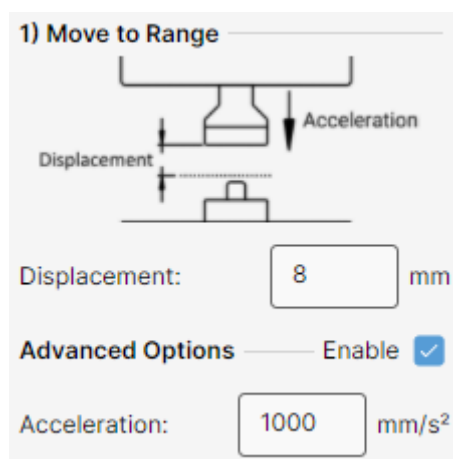 1) Move to Range
Acceleration
Displacement
Displacement: 8 mm
Advanced Options Enable
Acceleration: 1000 mm/s²